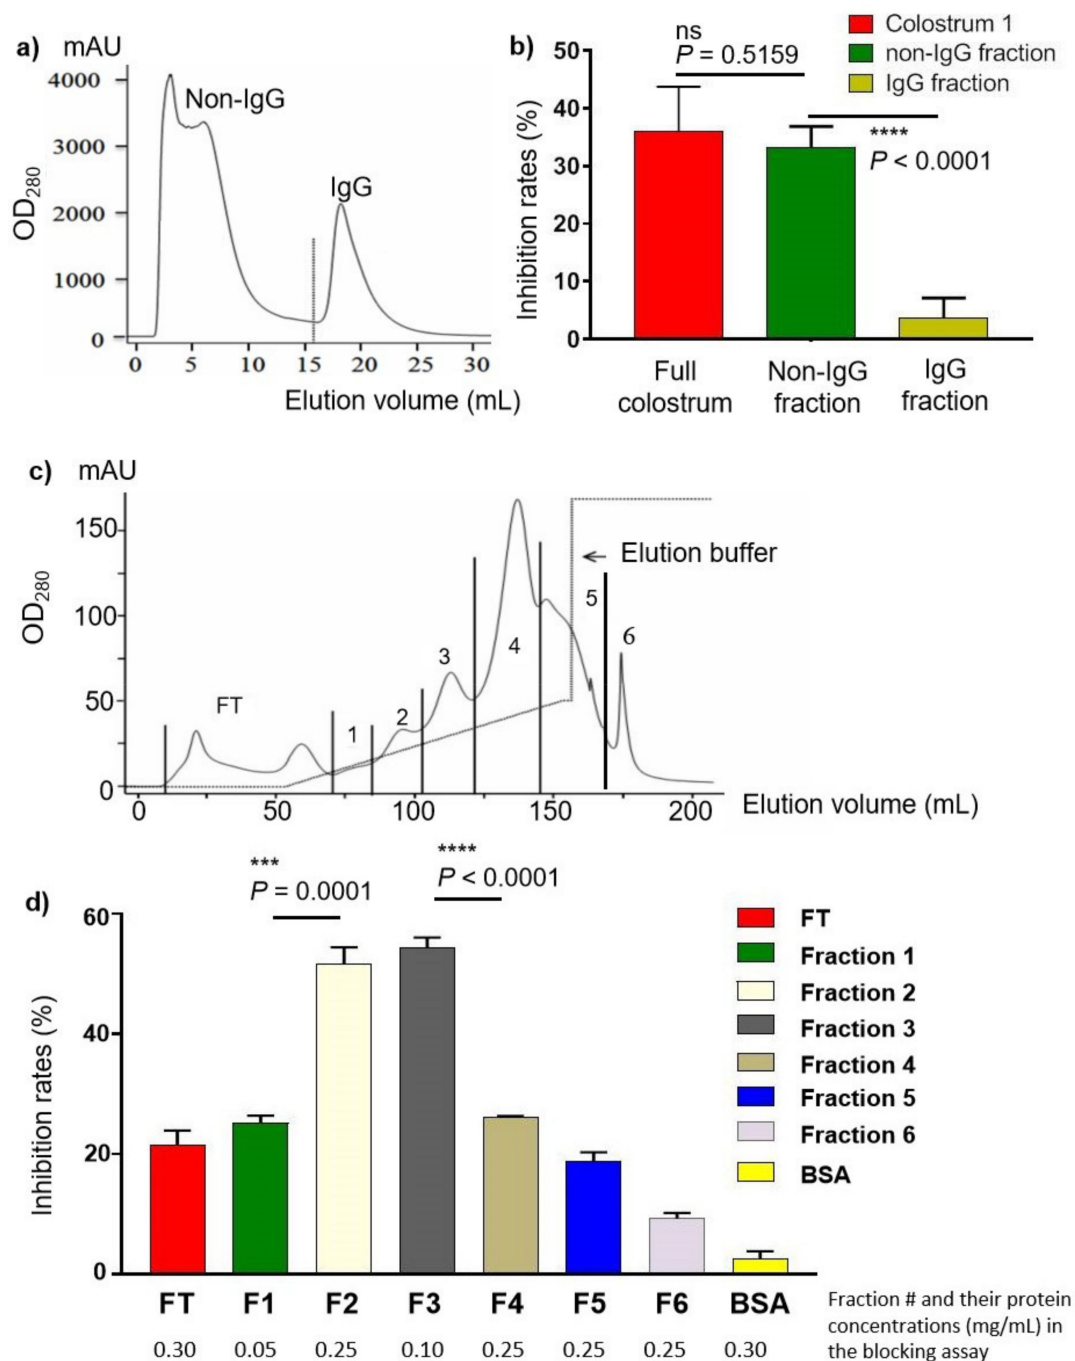 a)
mAU
OD280
4000
3000
2000
1000
0
Non-IgG
IgG
0 5 10 15 20 25 30
Elution volume (mL)
b)
Inhibition rates (%)
50
40
30
20
10
0
ns
P = 0.5159
****
P < 0.0001
Colostrum 1
non-IgG fraction
IgG fraction
Full
colostrum
Non-IgG
fraction
IgG
fraction
c)
mAU
OD280
150
100
50
0
FT
1
2
3
4
5
6
Elution buffer
0 50 100 150 200
Elution volume (mL)
d)
Inhibition rates (%)
60
40
20
0
***
P = 0.0001
****
P < 0.0001
FT
Fraction 1
Fraction 2
Fraction 3
Fraction 4
Fraction 5
Fraction 6
BSA
FT F1 F2 F3 F4 F5 F6 BSA
0.30 0.05 0.25 0.10 0.25 0.25 0.25 0.30
Fraction # and their protein
concentrations (mg/mL) in
the blocking assay